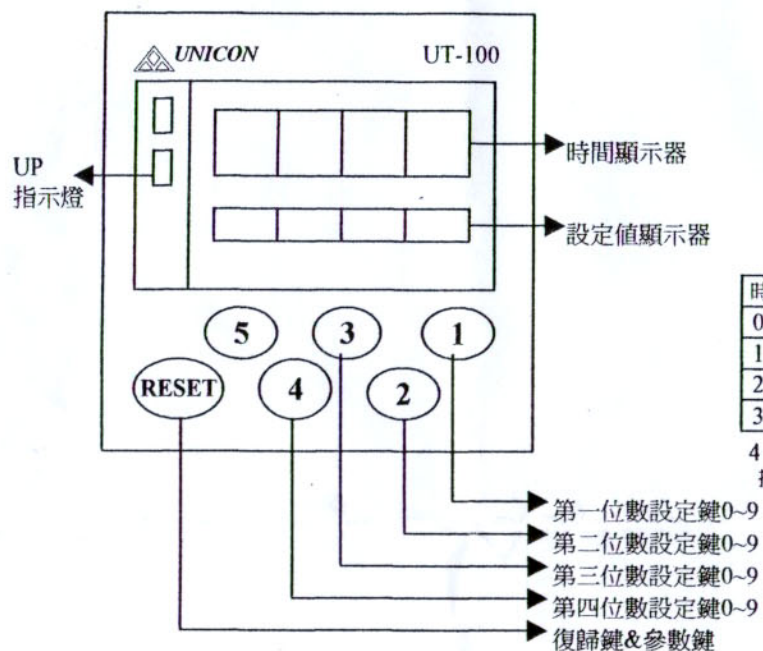 UNICON UT-100
UP
指示燈
時間顯示器
設定值顯示器
5 3 1
RESET 4 2
0
1
2
3
4
第一位數設定鍵0~9
第二位數設定鍵0~9
第三位數設定鍵0~9
第四位數設定鍵0~9
復歸鍵&參數鍵